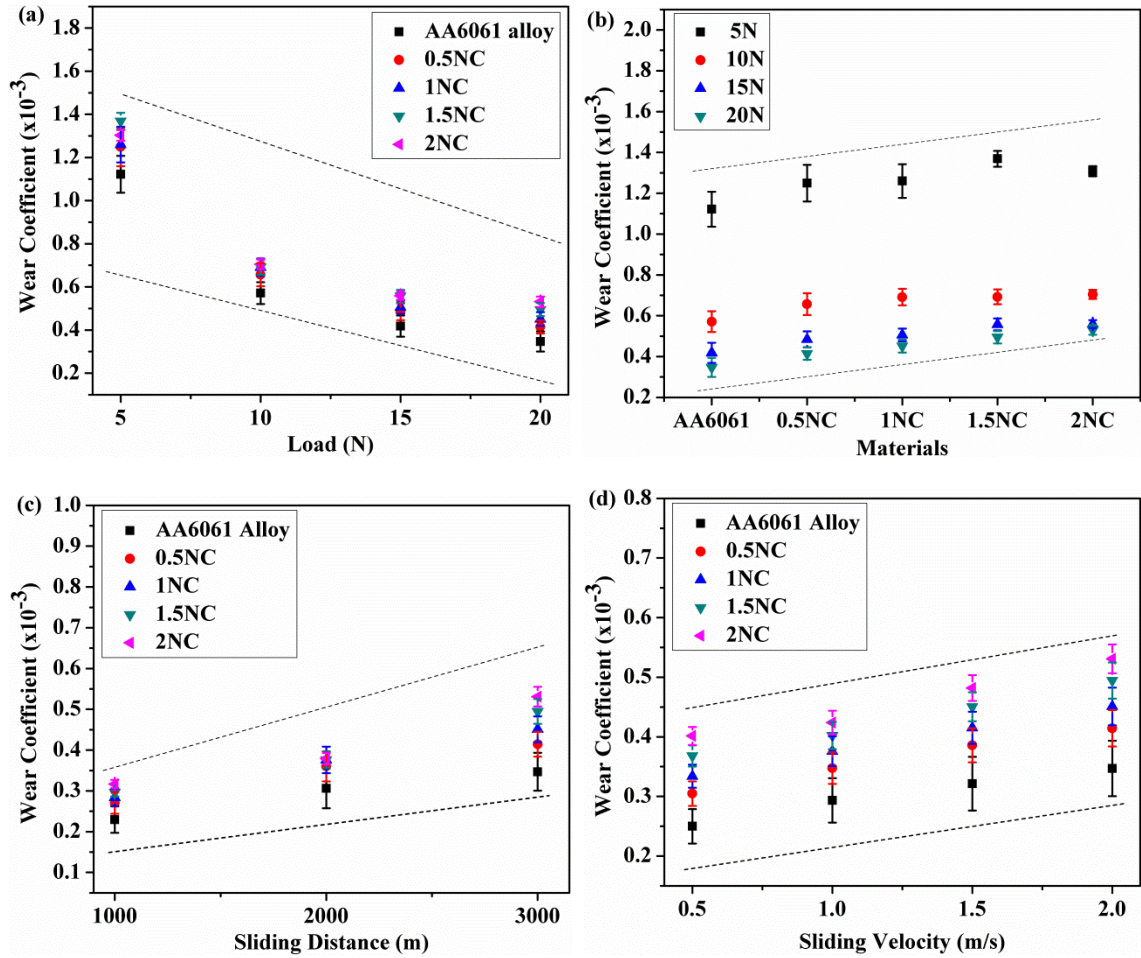 (a)
AA6061 alloy
0.5NC
1NC
1.5NC
2NC
1.8
1.6
1.4
1.2
1.0
0.8
0.6
0.4
0.2
Wear Coefficient (x10⁻³)
5 10 15 20
Load (N)
(b)
5N
10N
15N
20N
2.0
1.8
1.6
1.4
1.2
1.0
0.8
0.6
0.4
0.2
Wear Coefficient (x10⁻³)
AA6061 0.5NC 1NC 1.5NC 2NC
Materials
(c)
AA6061 Alloy
0.5NC
1NC
1.5NC
2NC
1.0
0.9
0.8
0.7
0.6
0.5
0.4
0.3
0.2
0.1
Wear Coefficient (x10⁻³)
1000 2000 3000
Sliding Distance (m)
(d)
AA6061 Alloy
0.5NC
1NC
1.5NC
2NC
0.8
0.7
0.6
0.5
0.4
0.3
0.2
Wear Coefficient (x10⁻³)
0.5 1.0 1.5 2.0
Sliding Velocity (m/s)